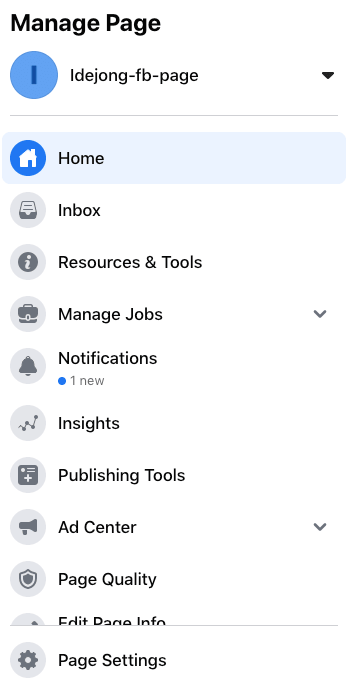 Manage Page
Idejong-fb-page
Home
Inbox
Resources & Tools
Manage Jobs
Notifications
1 new
Insights
Publishing Tools
Ad Center
Page Quality
Edit Page Info
Page Settings